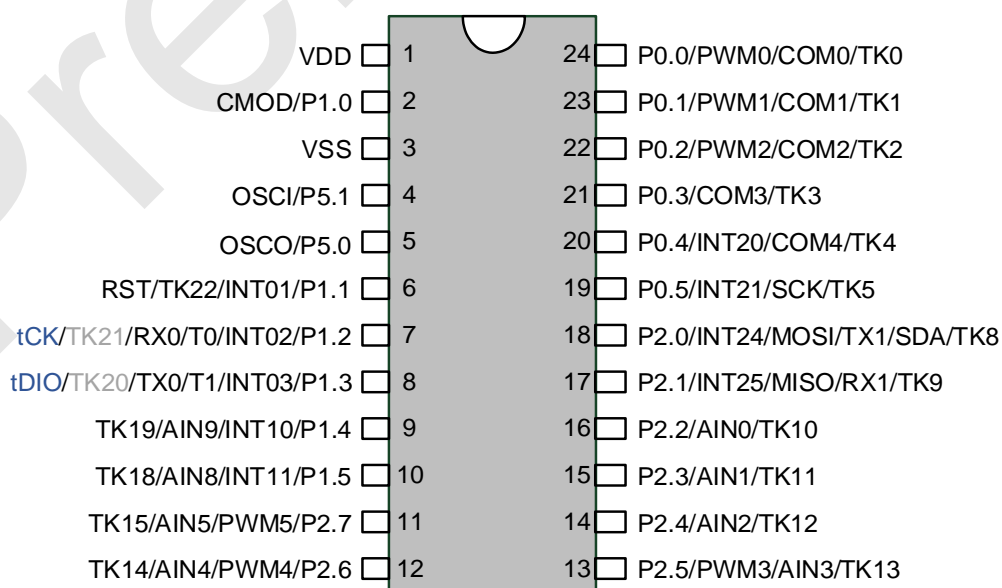 Pre
VDD 1 24 P0.0/PWM0/COM0/TK0
CMOD/P1.0 2 23 P0.1/PWM1/COM1/TK1
VSS 3 22 P0.2/PWM2/COM2/TK2
OSCI/P5.1 4 21 P0.3/COM3/TK3
OSCO/P5.0 5 20 P0.4/INT20/COM4/TK4
RST/TK22/INT01/P1.1 6 19 P0.5/INT21/SCK/TK5
tCK/TK21/RX0/T0/INT02/P1.2 7 18 P2.0/INT24/MOSI/TX1/SDA/TK8
tDIO/TK20/TX0/T1/INT03/P1.3 8 17 P2.1/INT25/MISO/RX1/TK9
TK19/AIN9/INT10/P1.4 9 16 P2.2/AIN0/TK10
TK18/AIN8/INT11/P1.5 10 15 P2.3/AIN1/TK11
TK15/AIN5/PWM5/P2.7 11 14 P2.4/AIN2/TK12
TK14/AIN4/PWM4/P2.6 12 13 P2.5/PWM3/AIN3/TK13